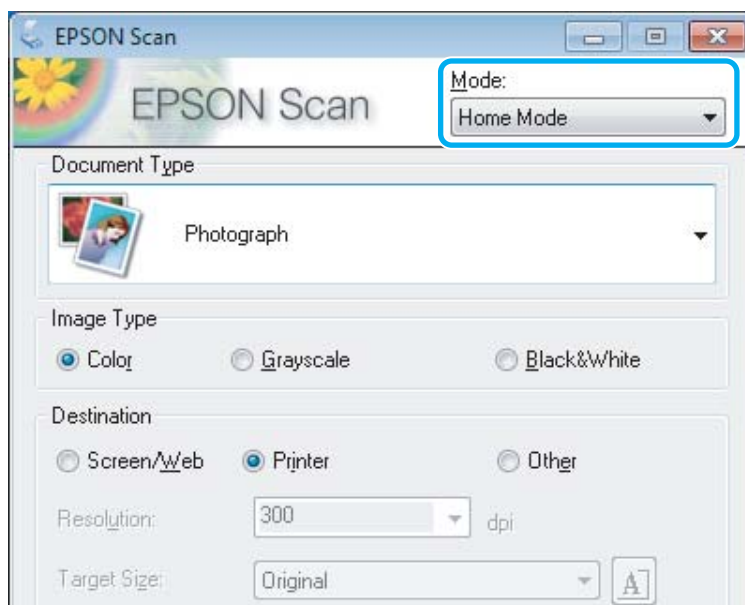 EPSON Scan
EPSON Scan
Mode:
Home Mode
Document Type
Photograph
Image Type
Color Grayscale Black&White
Destination
Screen/Web Printer Other
Resolution: 300 dpi
Target Size: Original A